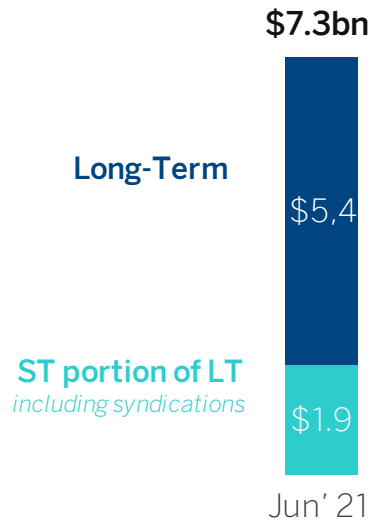 $7.3bn
Long-Term
$5,4
ST portion of LT
including syndications
$1.9
Jun’ 21